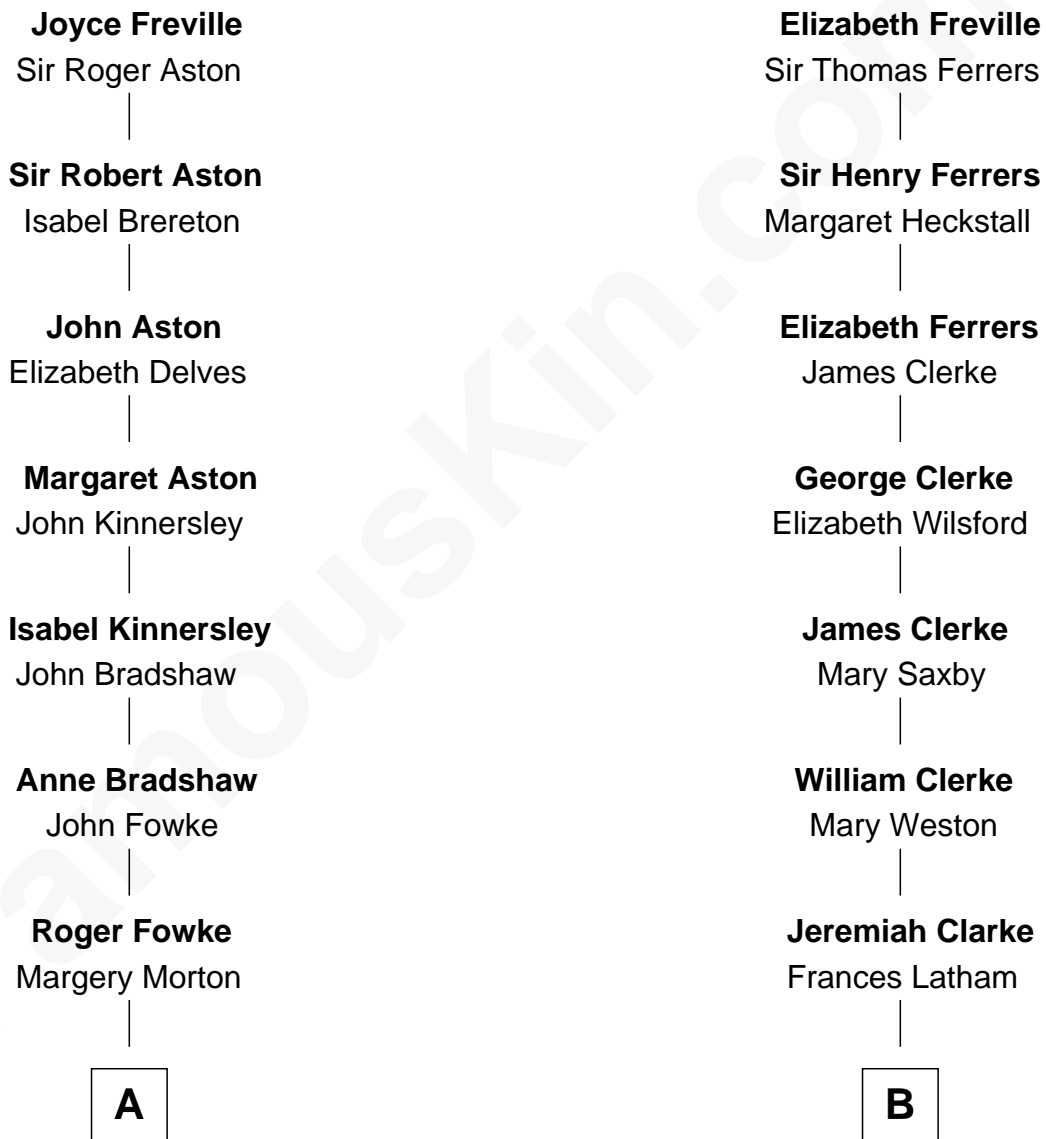 Joyce Freville
Sir Roger Aston
Sir Robert Aston
Isabel Brereton
John Aston
Elizabeth Delves
Margaret Aston
John Kinnersley
Isabel Kinnersley
John Bradshaw
Anne Bradshaw
John Fowke
Roger Fowke
Margery Morton
A
Elizabeth Freville
Sir Thomas Ferrers
Sir Henry Ferrers
Margaret Heckstall
Elizabeth Ferrers
James Clerke
George Clerke
Elizabeth Wilsford
James Clerke
Mary Saxby
William Clerke
Mary Weston
Jeremiah Clarke
Frances Latham
B
amouskin.com